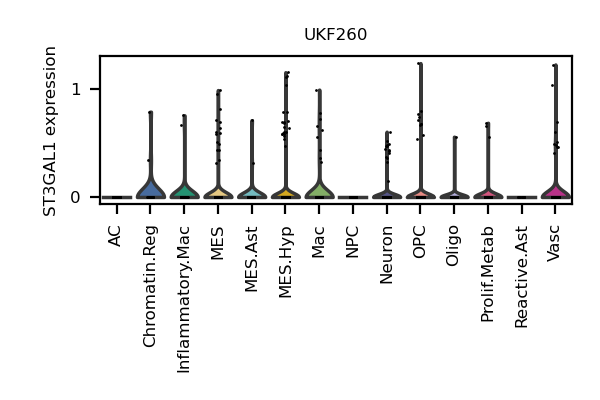 UKF260
ST3GAL1 expression
1
0
AC
Chromatin.Reg
Inflammatory.Mac
MES
MES.Ast
MES.Hyp
Mac
NPC
Neuron
OPC
Oligo
Prolif.Metab
Reactive.Ast
Vasc